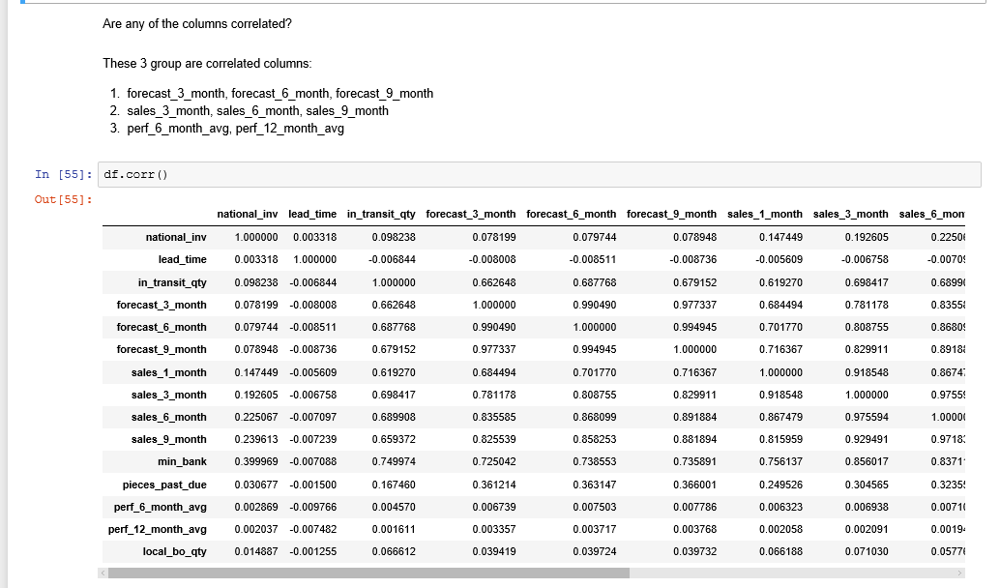 Are any of the columns correlated?
These 3 group are correlated columns:
1. forecast_3_month, forecast_6_month, forecast_9_month
2. sales_3_month, sales_6_month, sales_9_month
3. perf_6_month_avg, perf_12_month_avg
In [55]: df.corr()
Out[55]:
national_inv lead_time in_transit_qty forecast_3_month forecast_6_month forecast_9_month sales_1_month sales_3_month sales_6_mon
national_inv 1.000000 0.003318 0.098238 0.078199 0.079744 0.078948 0.147449 0.192605 0.22506
lead_time 0.003318 1.000000 -0.006844 -0.008008 -0.008511 -0.008736 -0.005609 -0.006758 -0.00709
in_transit_qty 0.098238 -0.006844 1.000000 0.662648 0.687768 0.679152 0.619270 0.698417 0.68990
forecast_3_month 0.078199 -0.008008 0.662648 1.000000 0.990490 0.977337 0.684494 0.781178 0.83558
forecast_6_month 0.079744 -0.008511 0.687768 0.990490 1.000000 0.994945 0.701770 0.808755 0.86809
forecast_9_month 0.078948 -0.008736 0.679152 0.977337 0.994945 1.000000 0.716367 0.829911 0.89188
sales_1_month 0.147449 -0.005609 0.619270 0.684494 0.701770 0.716367 1.000000 0.918548 0.86747
sales_3_month 0.192605 -0.006758 0.698417 0.781178 0.808755 0.829911 0.918548 1.000000 0.97559
sales_6_month 0.225067 -0.007097 0.689908 0.835585 0.868099 0.891884 0.867479 0.975594 1.00000
sales_9_month 0.239613 -0.007239 0.659372 0.825539 0.858253 0.881894 0.815959 0.929491 0.97183
min_bank 0.399969 -0.007088 0.749974 0.725042 0.738553 0.735891 0.756137 0.856017 0.8371
pieces_past_due 0.030677 -0.001500 0.167460 0.361214 0.363147 0.366001 0.249526 0.304565 0.32355
perf_6_month_avg 0.002869 -0.009766 0.004570 0.006739 0.007503 0.007786 0.006323 0.006938 0.00710
perf_12_month_avg 0.002037 -0.007482 0.001611 0.003357 0.003717 0.003768 0.002058 0.002091 0.00194
local_bo_qty 0.014887 -0.001255 0.066612 0.039419 0.039724 0.039732 0.066188 0.071030 0.05776